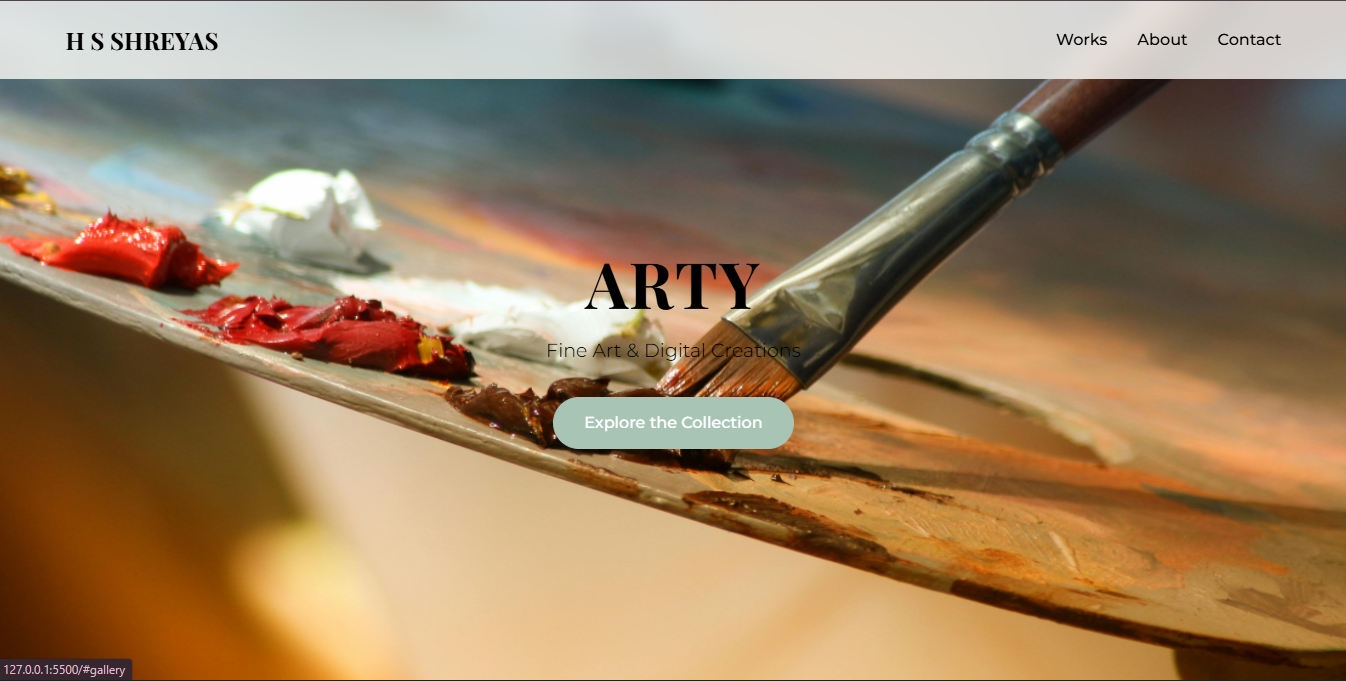 H S SHREYAS
Works About Contact
ARTY
Fine Art & Digital Creations
Explore the Collection
127.0.0.1:5500/#gallery